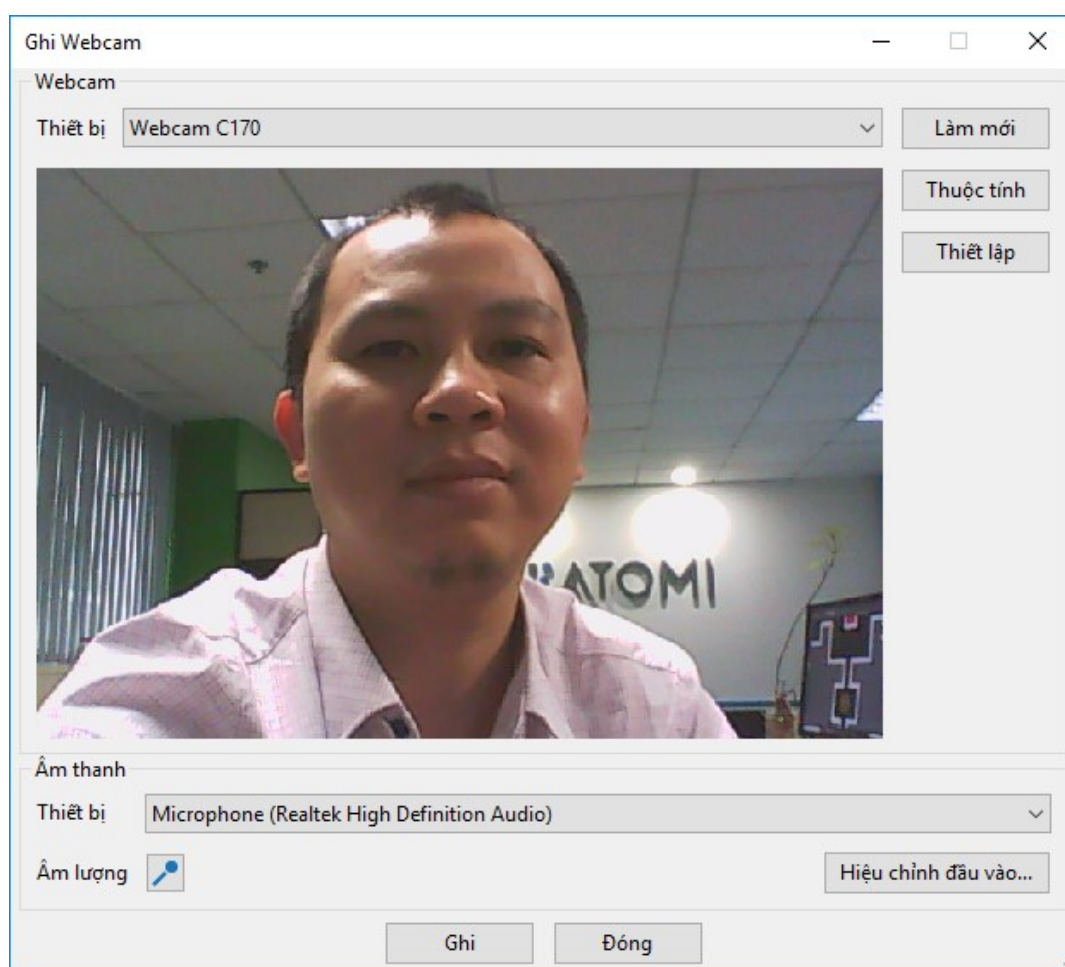 Ghi Webcam
Webcam
Thiết bị Webcam C170 Làm mới
Thuộc tính
Thiết lập
ATOMI
Âm thanh
Thiết bị Microphone (Realtek High Definition Audio)
Âm lượng Hiệu chỉnh đầu vào...
Ghi Đóng